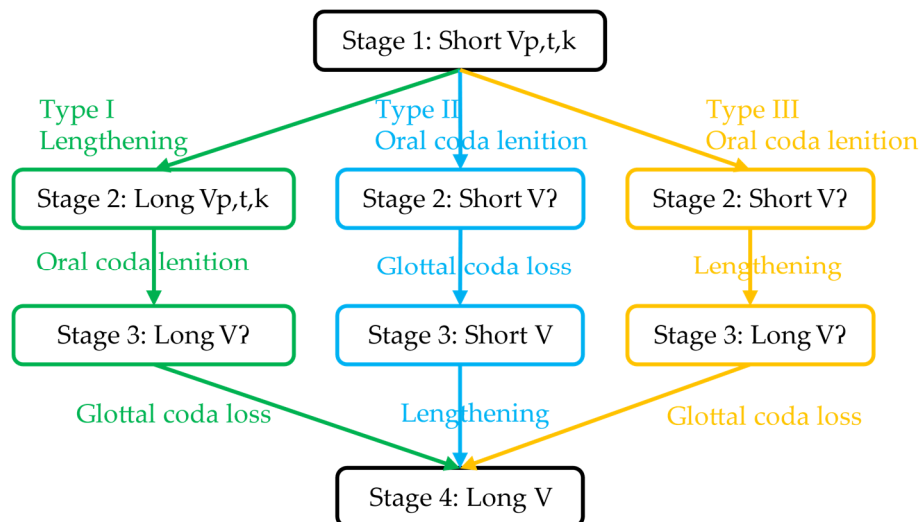 Stage 1: Short Vp,t,k
Type I
Lengthening
Type II
Oral coda lenition
Type III
Oral coda lenition
Stage 2: Long Vp,t,k
Stage 2: Short Vʔ
Stage 2: Short Vʔ
Oral coda lenition
Glottal coda loss
Lengthening
Stage 3: Long Vʔ
Stage 3: Short V
Stage 3: Long Vʔ
Glottal coda loss
Lengthening
Glottal coda loss
Stage 4: Long V